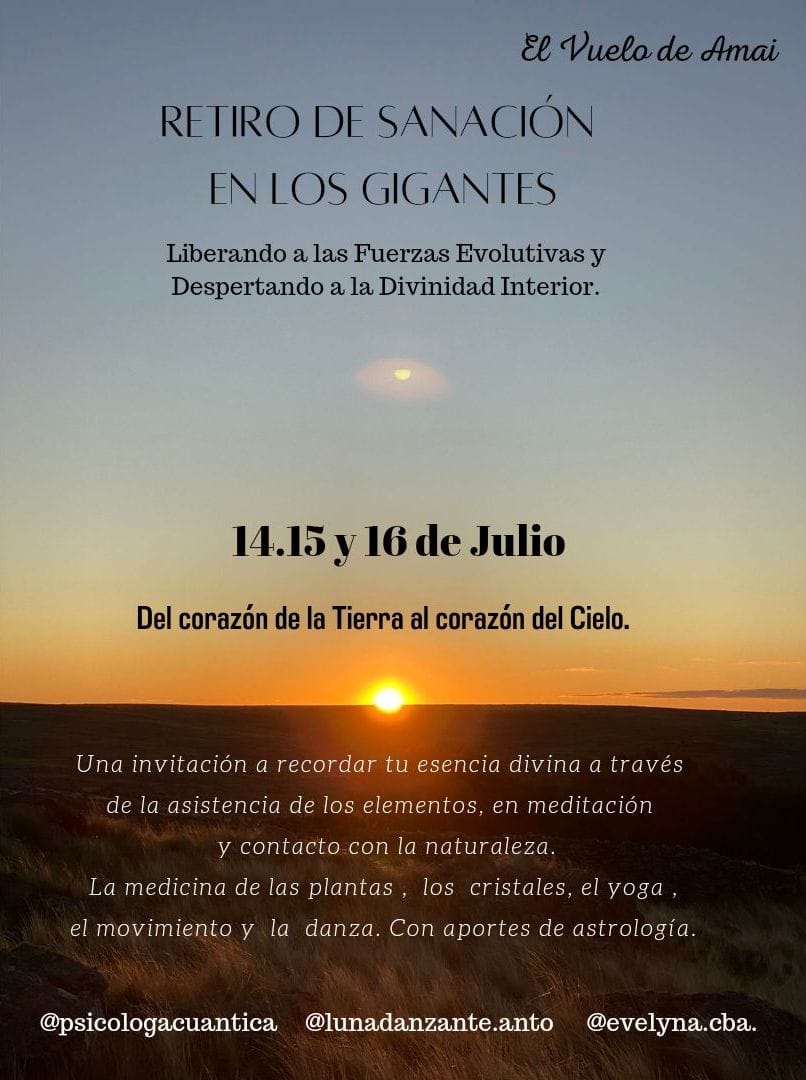 El Vuelo de Amai
RETIRO DE SANACIÓN
EN LOS GIGANTES
Liberando a las Fuerzas Evolutivas y
Despertando a la Divinidad Interior.
14.15 y 16 de Julio
Del corazón de la Tierra al corazón del Cielo.
Una invitación a recordar tu esencia divina a través
de la asistencia de los elementos, en meditación
y contacto con la naturaleza.
La medicina de las plantas , los cristales, el yoga ,
el movimiento y la danza. Con aportes de astrología.
@psicologacuantica @lunadanzante.anto @evelyna.cba.